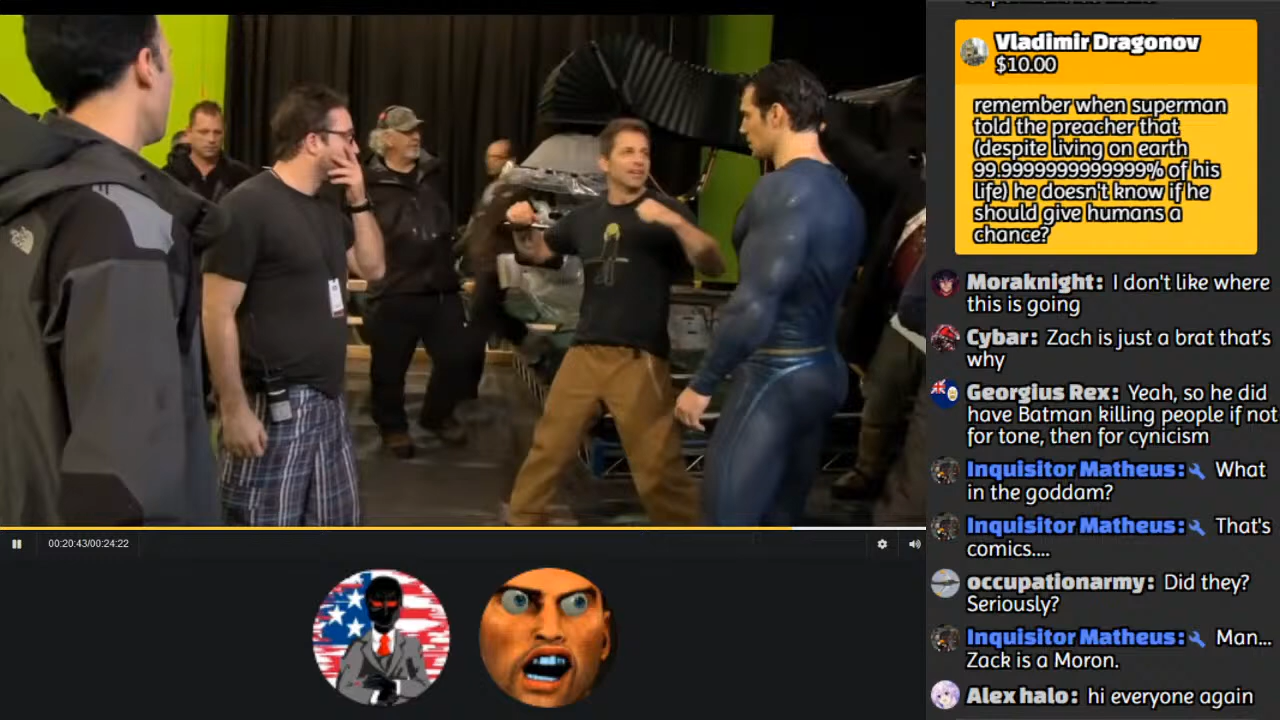 Vladimir Dragonov
$10.00
remember when superman
told the preacher that
(despite living on earth
99.9999999999999% of his
life) he doesn't know if he
should give humans a
chance?
Moraknight: I don't like where
this is going
Cybar: Zach is just a brat that's
why
Georgius Rex: Yeah, so he did
have Batman killing people if not
for tone, then for cynicism
Inquisitor Matheus: What
in the goddam?
Inquisitor Matheus: That's
comics....
occupationarmy: Did they?
Seriously?
Inquisitor Matheus: Man...
Zack is a Moron.
Alex halo: hi everyone again
00:20:43/00:24:22